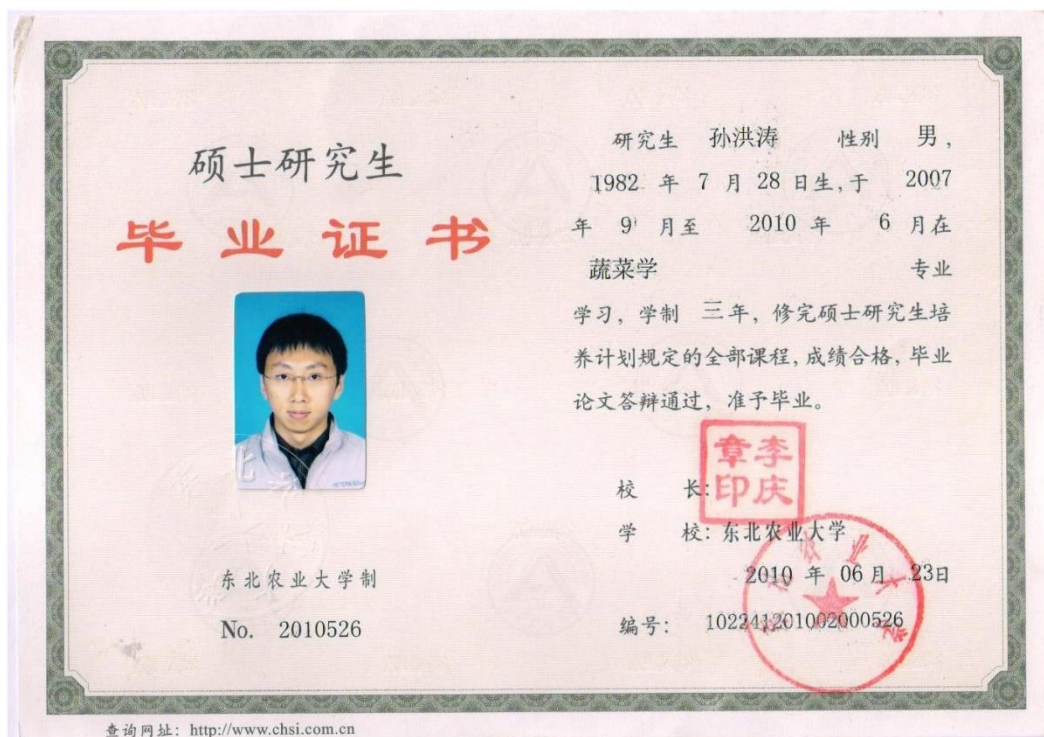 硕士研究生
毕业证书
东北农业大学制
No. 2010526
研究生 孙洪涛 性别 男,
1982 年 7 月 28 日生,于 2007
年 9 月至 2010 年 6 月在
蔬菜学 专业
学习, 学制 三年, 修完硕士研究生培
养计划规定的全部课程, 成绩合格, 毕业
论文答辩通过, 准予毕业。
李庆
章印
校 长:
学 校: 东北农业大学
2010 年 06 月 23日
编号: 102241201002000526
东北农业大学
查询网址: http://www.chsi.com.cn